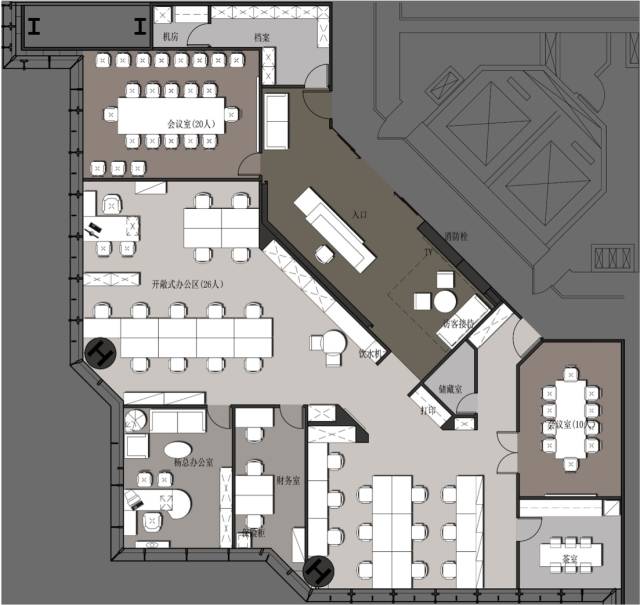 机房
档案
会议室(20人)
入口
消防栓
TV
开敞式办公区(26人)
访客接待
饮水机
储藏室
打印
会议室(10人)
杨总办公室
财务室
保险柜
茶室